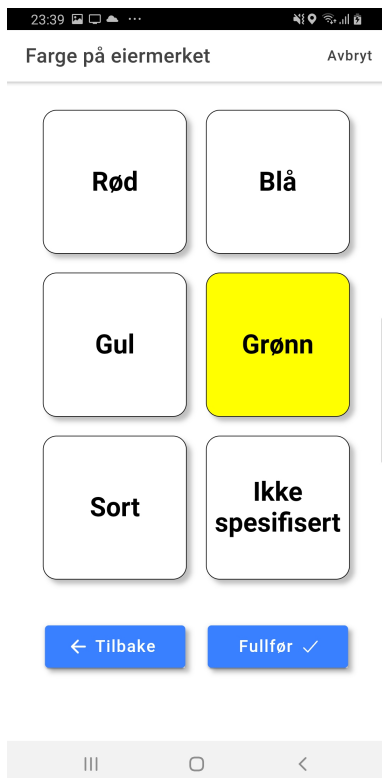 23:39
Farge på eiermerket
Avbryt
Rød
Blå
Gul
Grønn
Sort
Ikke
spesifisert
Tilbake
Fullfør